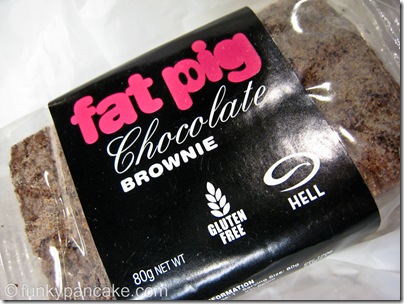 fat pig
Chocolate
BROWNIE
80g NET WT
GLUTEN
FREE
HELL
©funkypancake.com